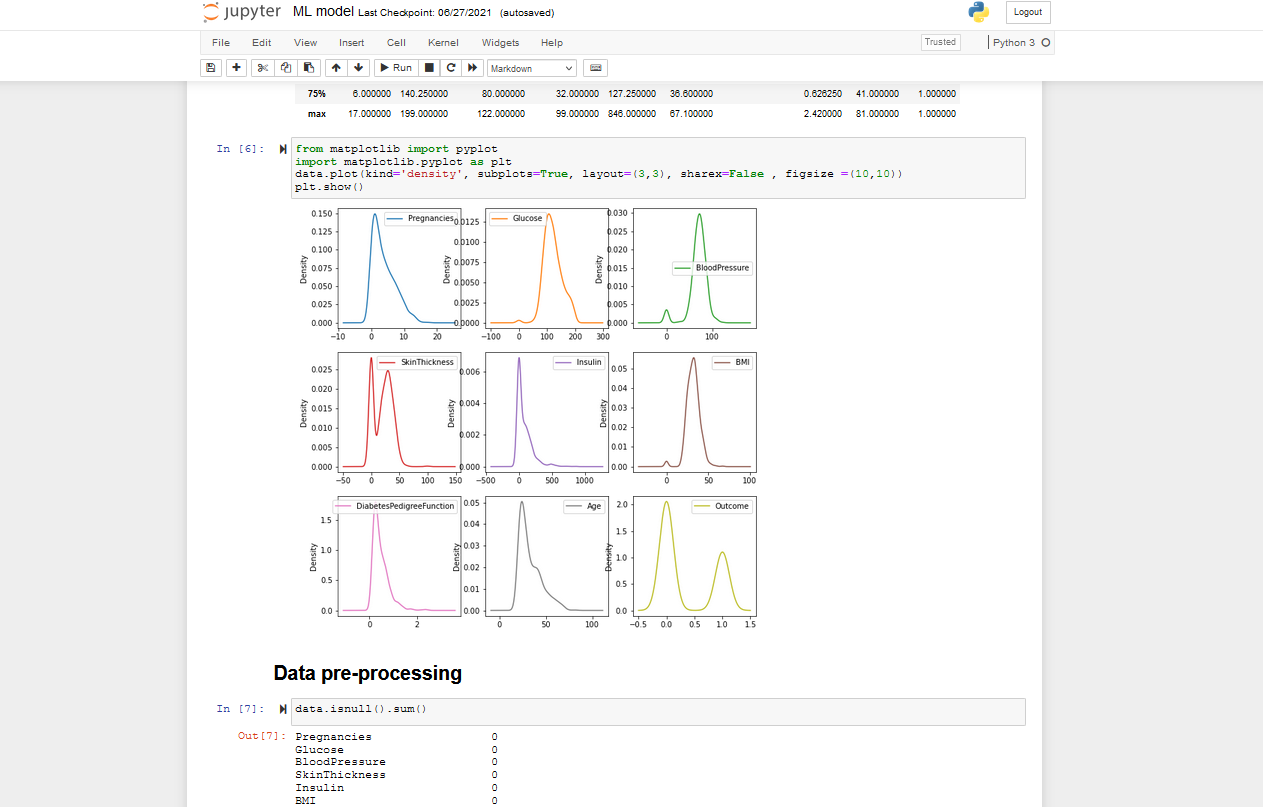 jupyter ML model Last Checkpoint: 06/27/2021 (autosaved)
Logout
File Edit View Insert Cell Kernel Widgets Help
Trusted
Python 3
Run
Markdown
75% 6.000000 140.250000 80.000000 32.000000 127.250000 36.600000 0.626250 41.000000 1.000000
max 17.000000 199.000000 122.000000 99.000000 846.000000 67.100000 2.420000 81.000000 1.000000
In [6]:
from matplotlib import pyplot
import matplotlib.pyplot as plt
data.plot(kind='density', subplots=True, layout=(3,3), sharex=False , figsize =(10,10))
plt.show()
Pregnancies
Density
0.150
0.125
0.100
0.075
0.050
0.025
0.000
−10 0 10 20
Glucose
Density
0.0125
0.0100
0.0075
0.0050
0.0025
0.0000
−100 0 100 200 300
BloodPressure
Density
0.030
0.025
0.020
0.015
0.010
0.005
0.000
0 100
SkinThickness
Density
0.025
0.020
0.015
0.010
0.005
0.000
−50 0 50 100 150
Insulin
Density
0.006
0.004
0.002
0.000
−500 0 500 1000
BMI
Density
0.05
0.04
0.03
0.02
0.01
0.00
0 50 100
DiabetesPedigreeFunction
Density
1.5
1.0
0.5
0.0
0 2
Age
Density
0.05
0.04
0.03
0.02
0.01
0.00
0 50 100
Outcome
Density
2.0
1.5
1.0
0.5
0.0
−0.5 0.0 0.5 1.0 1.5
Data pre-processing
In [7]:
data.isnull().sum()
Out[7]:
Pregnancies 0
Glucose 0
BloodPressure 0
SkinThickness 0
Insulin 0
BMI 0